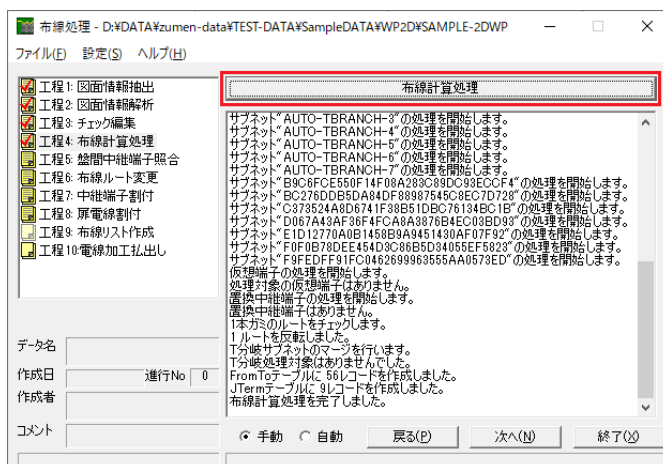 布線処理 - D:¥DATA¥zumen-data¥TEST-DATA¥SampleDATA¥WP2D¥SAMPLE-2DWP
ファイル(F) 設定(S) ヘルプ(H)
工程1: 図面情報抽出
工程2: 図面情報解析
工程3: チェック編集
工程4: 布線計算処理
工程5: 盤間中継端子照合
工程6: 布線ルート変更
工程7: 中継端子割付
工程8: 扉電線割付
工程9: 布線リスト作成
工程10:電線加工払出し
布線計算処理
サブネット"AUTO-TBRANCH-3"の処理を開始します。
サブネット"AUTO-TBRANCH-4"の処理を開始します。
サブネット"AUTO-TBRANCH-5"の処理を開始します。
サブネット"AUTO-TBRANCH-6"の処理を開始します。
サブネット"AUTO-TBRANCH-7"の処理を開始します。
サブネット"B9C6FCE550F14F08A283C89DC93ECCF4"の処理を開始します。
サブネット"BC276DDB5DA84DF88987545C8EC7D728"の処理を開始します。
サブネット"C373524A8D6741F38B51DBC76134BC1B"の処理を開始します。
サブネット"D067A43AF36F4FCA8A3876B4EC03BD93"の処理を開始します。
サブネット"E1D12770A0B1458B9A9451430AF07F92"の処理を開始します。
サブネット"F0F0B78DEE454D3C86B5D34055EF5823"の処理を開始します。
サブネット"F9FEDFF91FC0462699963555AA0573ED"の処理を開始します。
仮想端子の処理を開始します。
処理対象の仮想端子はありません。
置換中継端子の処理を開始します。
置換中継端子はありません。
1本ガミのルートをチェックします。
1 ルートを反転しました。
T分岐サブネットのマージを行います。
T分岐処理対象はありませんでした。
FromToテーブルに 56レコードを作成しました。
JTermテーブルに 9レコードを作成しました。
布線計算処理を完了しました。
データ名
作成日 進行No 0
作成者
コメント
手動 自動 戻る(P) 次へ(N) 終了(X)